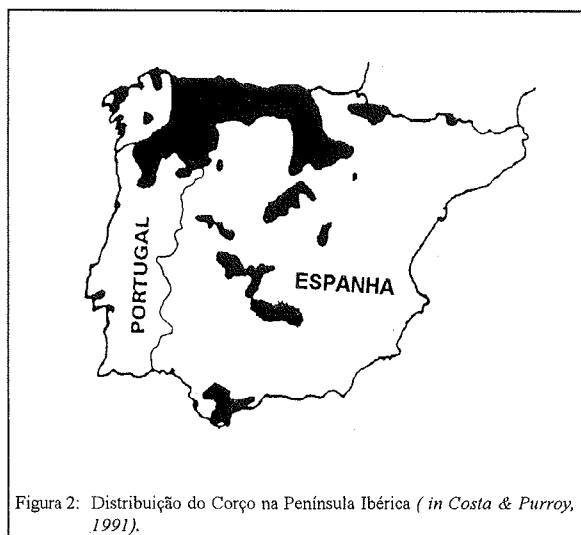 PORTUGAL
ESPANHA
Figura 2: Distribuição do Corço na Península Ibérica ( in Costa & Purroy,
1991).